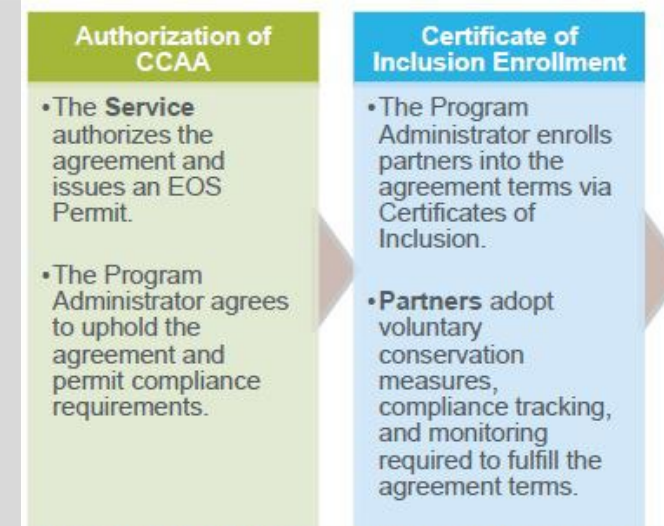 Authorization of
CCAA
•The Service
authorizes the
agreement and
issues an EOS
Permit.
•The Program
Administrator agrees
to uphold the
agreement and
permit compliance
requirements.
Certificate of
Inclusion Enrollment
•The Program
Administrator enrolls
partners into the
agreement terms via
Certificates of
Inclusion.
•Partners adopt
voluntary
conservation
measures,
compliance tracking,
and monitoring
required to fulfill the
agreement terms.